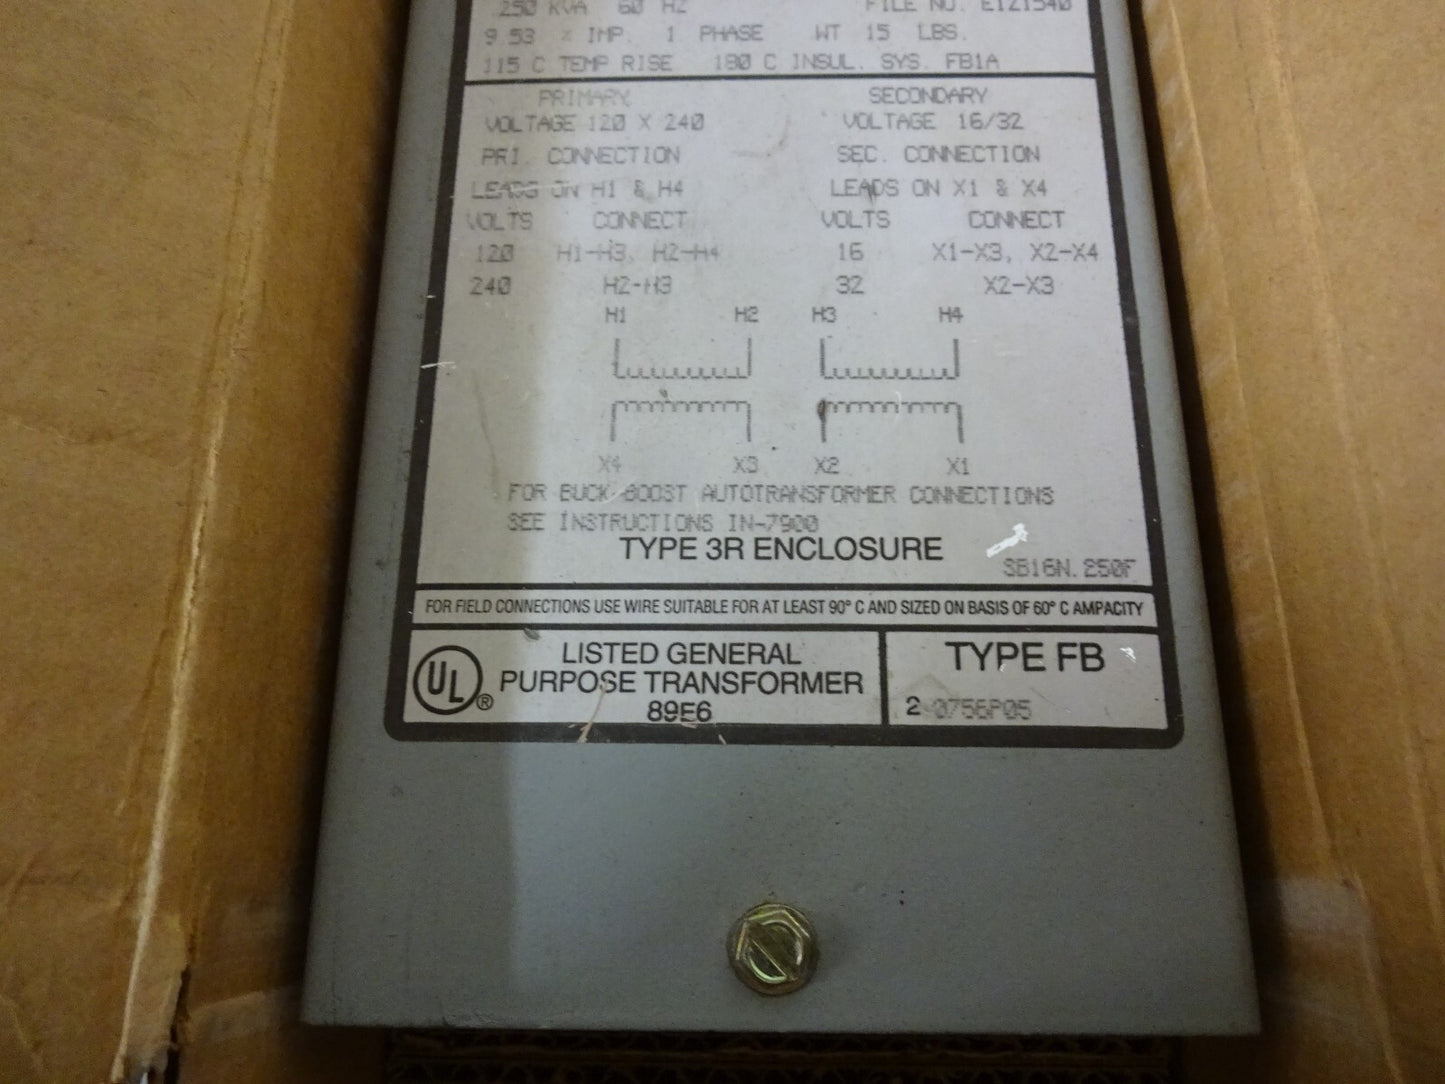 .250 KVA 60 HZ FILE NO. E121540
9.53 % IMP. 1 PHASE WT 15 LBS.
115 C TEMP RISE 180 C INSUL. SYS. FB1A
PRIMARY SECONDARY
VOLTAGE 120 X 240 VOLTAGE 16/32
PRI. CONNECTION SEC. CONNECTION
LEADS ON H1 & H4 LEADS ON X1 & X4
VOLTS CONNECT VOLTS CONNECT
120 H1-H3, H2-H4 16 X1-X3, X2-X4
240 H2-H3 32 X2-X3
H1 H2 H3 H4
X4 X3 X2 X1
FOR BUCK-BOOST AUTOTRANSFORMER CONNECTIONS
SEE INSTRUCTIONS IN-7900
TYPE 3R ENCLOSURE
SB16N.250F
FOR FIELD CONNECTIONS USE WIRE SUITABLE FOR AT LEAST 90° C AND SIZED ON BASIS OF 60° C AMPACITY
UL ® LISTED GENERAL
PURPOSE TRANSFORMER
89E6
TYPE FB
2-0756P05